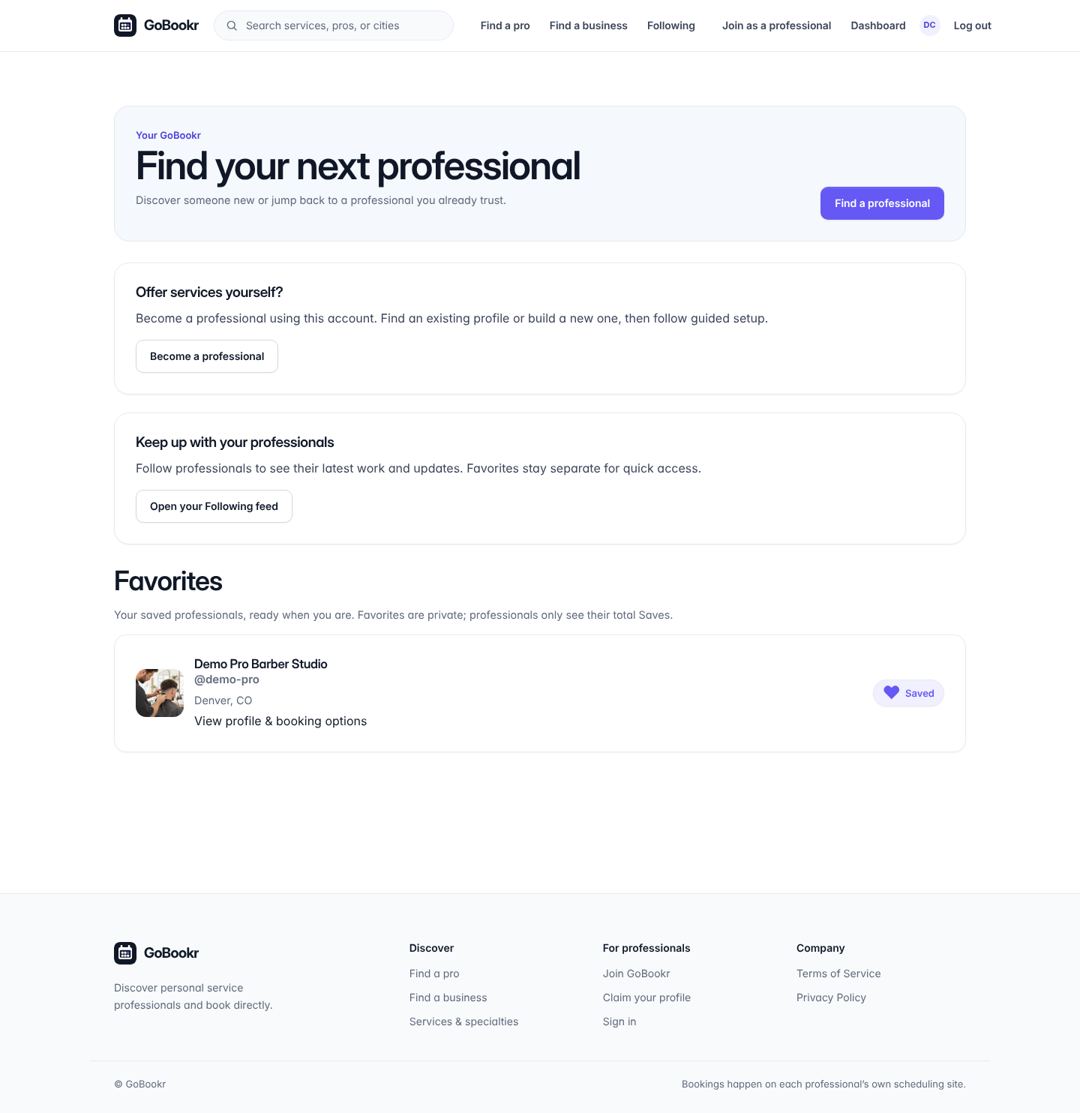 GoBookr
Search services, pros, or cities
Find a pro
Find a business
Following
Join as a professional
Dashboard
DC
Log out
Your GoBookr
Find your next professional
Discover someone new or jump back to a professional you already trust.
Find a professional
Offer services yourself?
Become a professional using this account. Find an existing profile or build a new one, then follow guided setup.
Become a professional
Keep up with your professionals
Follow professionals to see their latest work and updates. Favorites stay separate for quick access.
Open your Following feed
Favorites
Your saved professionals, ready when you are. Favorites are private; professionals only see their total Saves.
Demo Pro Barber Studio
@demo-pro
Denver, CO
View profile & booking options
Saved
GoBookr
Discover personal service
professionals and book directly.
Discover
Find a pro
Find a business
Services & specialties
For professionals
Join GoBookr
Claim your profile
Sign in
Company
Terms of Service
Privacy Policy
© GoBookr
Bookings happen on each professional’s own scheduling site.